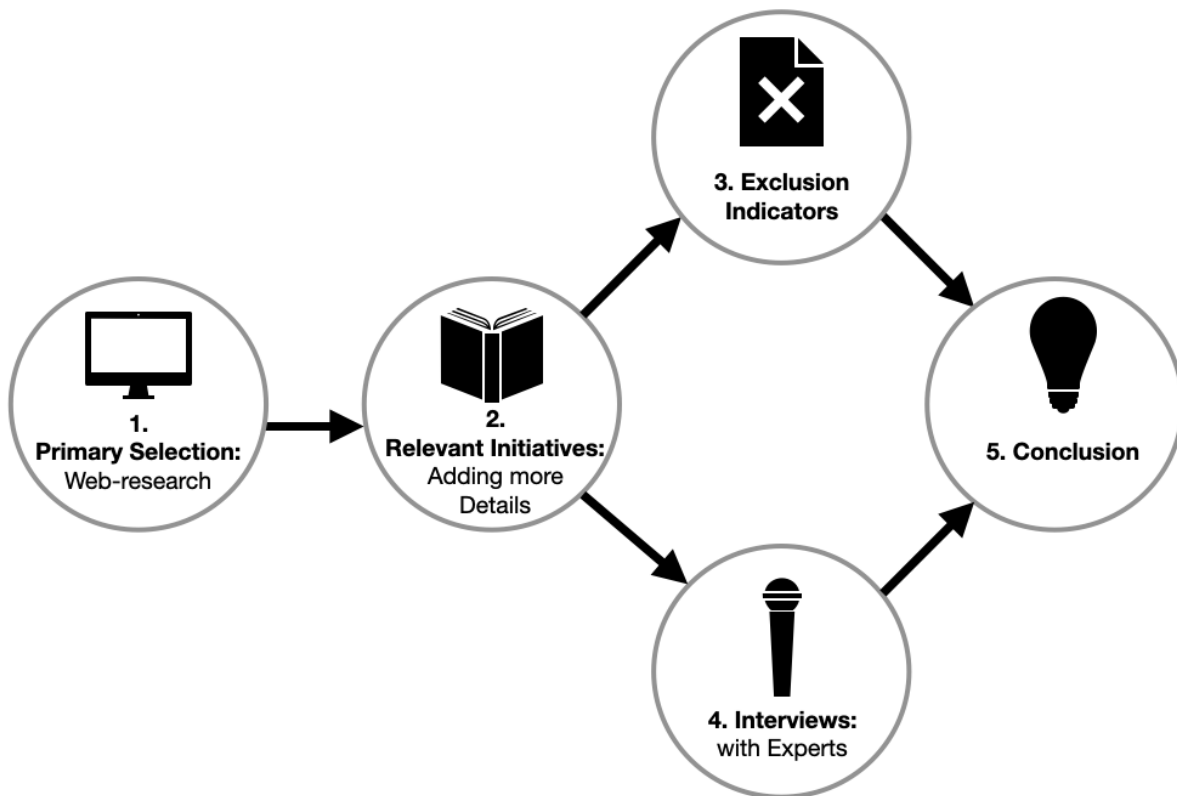 1.
Primary Selection:
Web-research
2.
Relevant Initiatives:
Adding more
Details
3. Exclusion
Indicators
4. Interviews:
with Experts
5. Conclusion